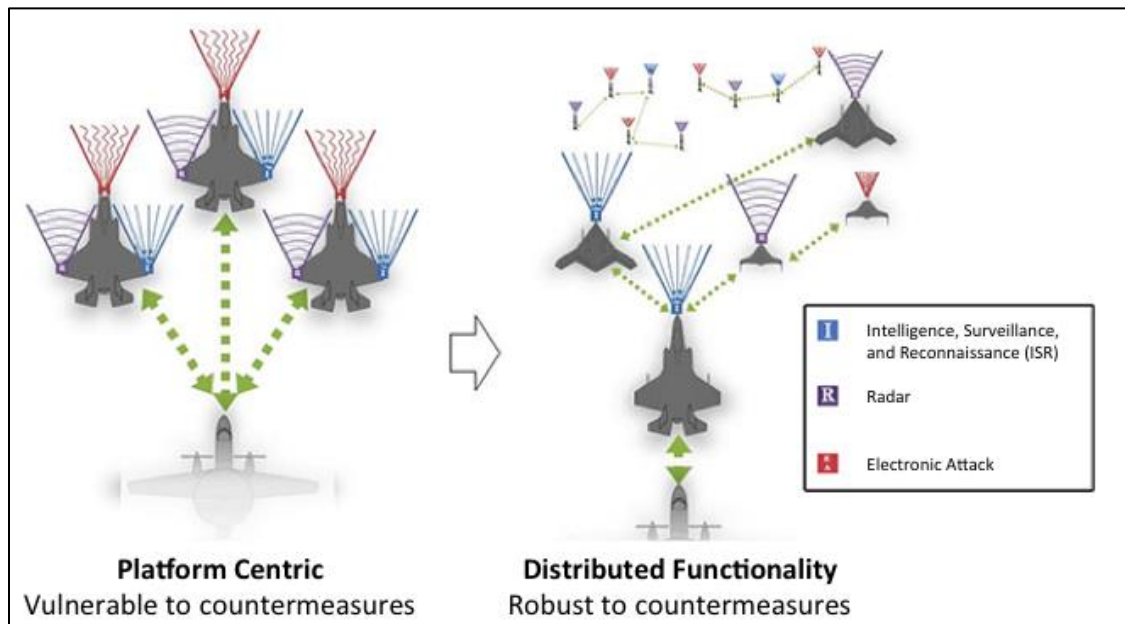 I
Intelligence, Surveillance,
and Reconnaissance (ISR)
R
Radar
Electronic Attack
Platform Centric
Vulnerable to countermeasures
Distributed Functionality
Robust to countermeasures